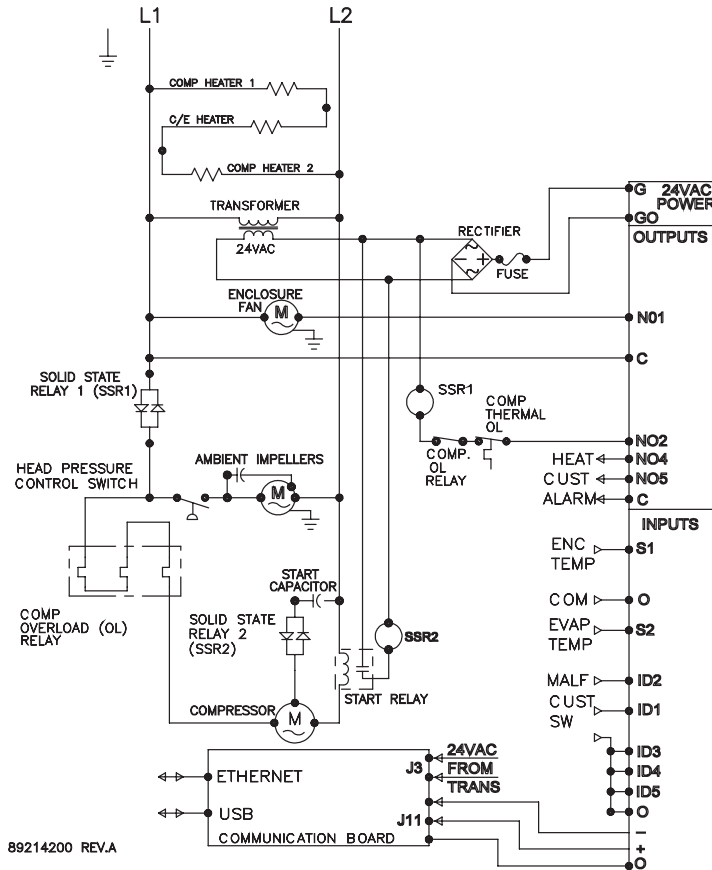 L1
L2
COMP HEATER 1
C/E HEATER
COMP HEATER 2
TRANSFORMER
24VAC
RECTIFIER
FUSE
G
24VAC
POWER
GO
OUTPUTS
ENCLOSURE
FAN
M
N01
C
SOLID STATE
RELAY 1 (SSR1)
SSR1
COMP
THERMAL
OL
COMP.
OL
RELAY
NO2
HEAT
NO4
CUST
NO5
ALARM
C
HEAD PRESSURE
CONTROL SWITCH
AMBIENT IMPELLERS
M
INPUTS
ENC
TEMP
S1
COM
O
EVAP
TEMP
S2
MALF
ID2
CUST
SW
ID1
ID3
ID4
ID5
O
COMP
OVERLOAD (OL)
RELAY
START
CAPACITOR
SOLID STATE
RELAY 2
(SSR2)
SSR2
START RELAY
COMPRESSOR
M
ETHERNET
USB
COMMUNICATION BOARD
J3
24VAC
FROM
TRANS
J11
–
+
O
89214200 REV.A